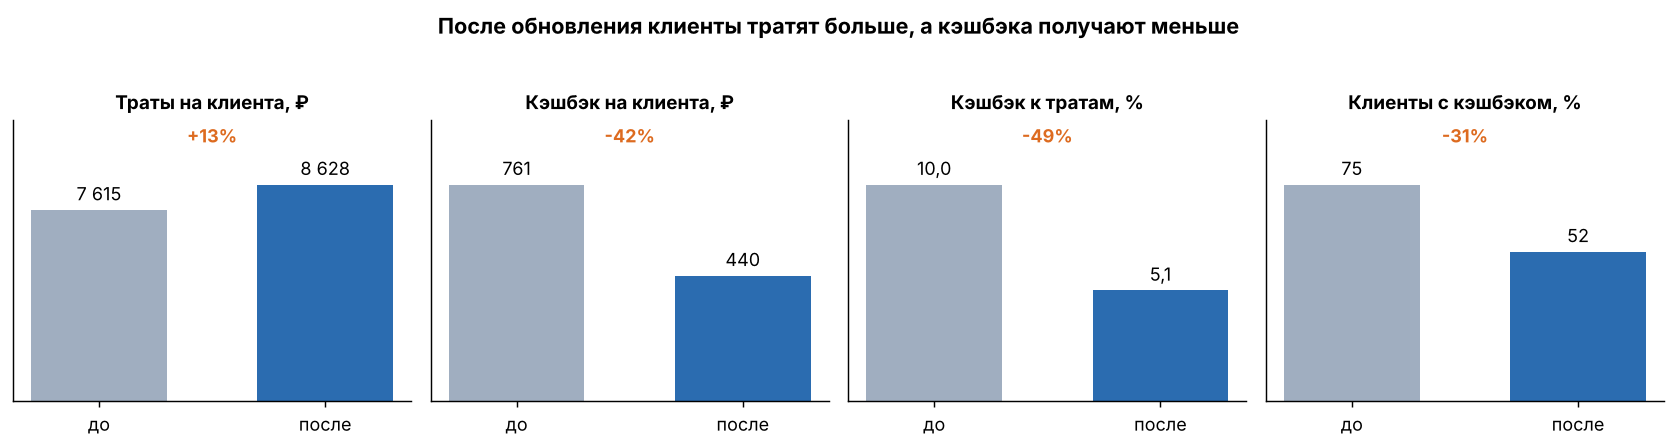 После обновления клиенты тратят больше, а кэшбэка получают меньше
Траты на клиента, ₽
+13%
7 615
8 628
до
после
Кэшбэк на клиента, ₽
-42%
761
440
до
после
Кэшбэк к тратам, %
-49%
10,0
5,1
до
после
Клиенты с кэшбэком, %
-31%
75
52
до
после